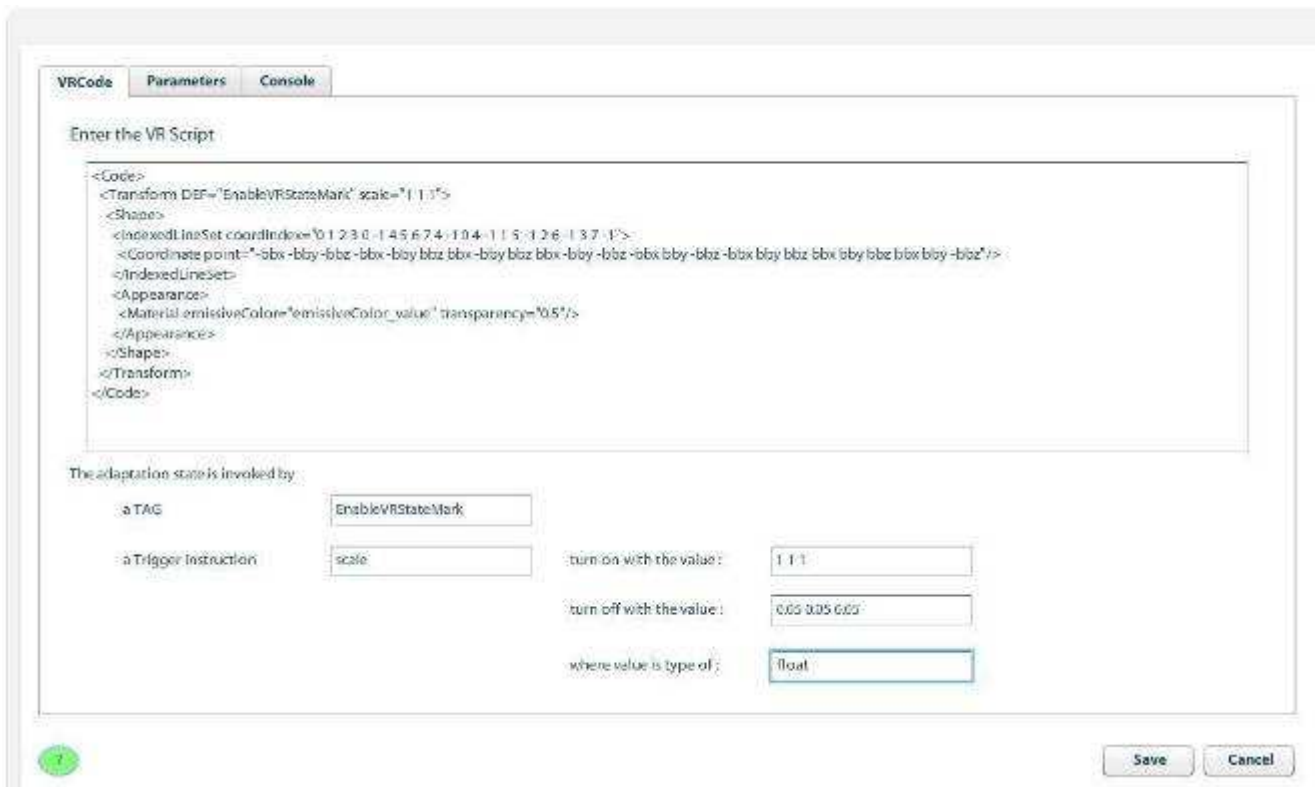 VRCode Parameters Console
Enter the VR Script
<Code>
<Transform DEF="EnableVRStateMark" scale="1 1 1">
<Shape>
<IndexedLineSet coordIndex="0 1 2 3 0 -1 4 5 6 7 4 -1 0 4 -1 1 5 -1 2 6 -1 3 7 -1">
<Coordinate point="-bbx -bby -bbz -bbx -bby bbz bbx -bby bbz bbx -bby -bbz -bbx bby -bbz -bbx bby bbz bbx bby bbz bbx bby -bbz"/>
</IndexedLineSet>
<Appearance>
<Material emissiveColor="emissiveColor_value" transparency="0.5"/>
</Appearance>
</Shape>
</Transform>
</Code>
The adaptation state is invoked by
a TAG EnableVRStateMark
a Trigger Instruction scale turn on with the value : 1 1 1
turn off with the value : 0.05 0.05 0.05
where value is type of : float
? Save Cancel